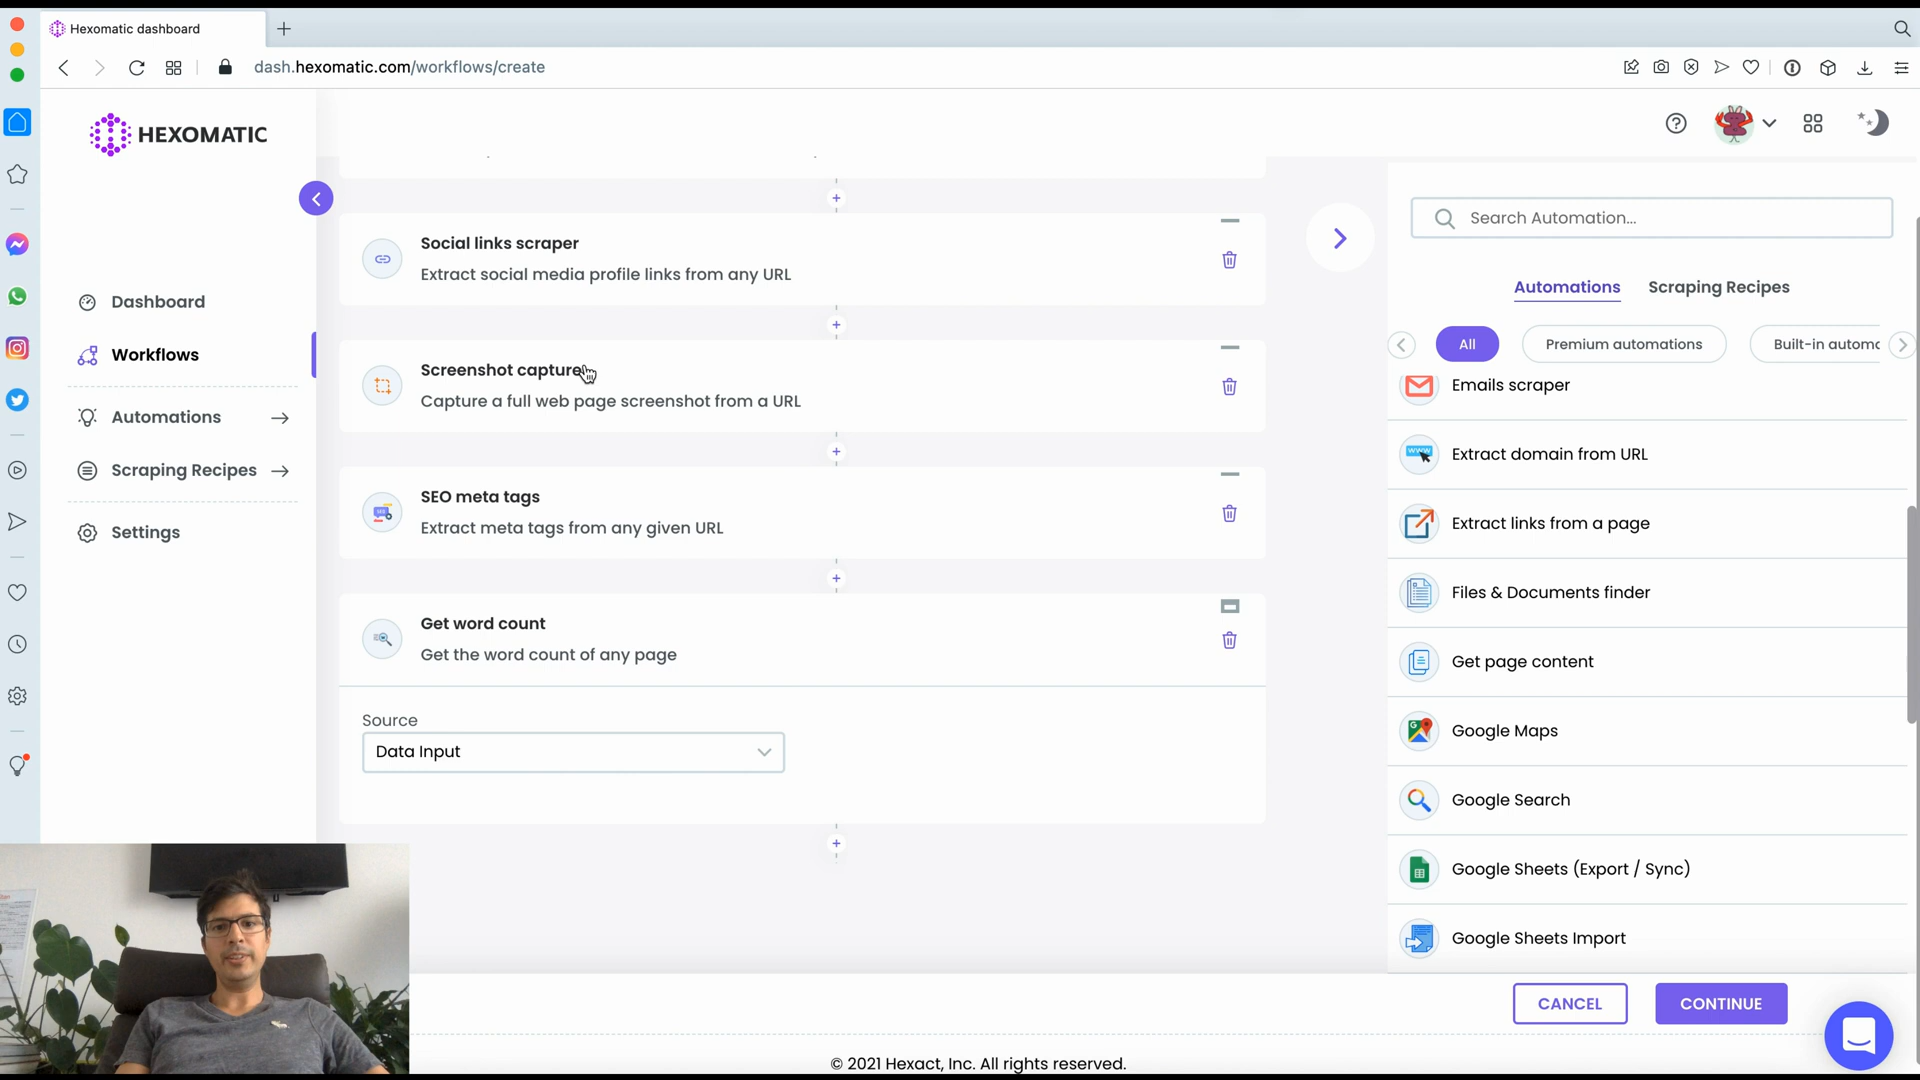 Hexomatic dashboard
dash.hexomatic.com/workflows/create
HEXOMATIC
Dashboard
Workflows
Automations
Scraping Recipes
Settings
Social links scraper
Extract social media profile links from any URL
Screenshot capture
Capture a full web page screenshot from a URL
SEO meta tags
Extract meta tags from any given URL
Get word count
Get the word count of any page
Source
Data Input
Search Automation...
Automations Scraping Recipes
All Premium automations Built-in automa
Emails scraper
Extract domain from URL
Extract links from a page
Files & Documents finder
Get page content
Google Maps
Google Search
Google Sheets (Export / Sync)
Google Sheets Import
CANCEL CONTINUE
© 2021 Hexact, Inc. All rights reserved.